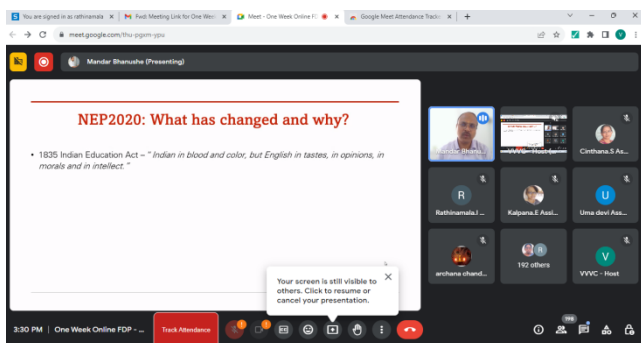 You are signed in as rathinamala
Fwd: Meeting Link for One Week
Meet - One Week Online FD
Google Meet Attendance Tracke
meet.google.com/thu-pgxm-ypu
Mandar Bhanushe (Presenting)
NEP2020: What has changed and why?
• 1835 Indian Education Act – " Indian in blood and color, but English in tastes, in opinions, in
morals and in intellect. "
VVVC - Host
Cinthana.S As...
R
U
Rathinamala.I ...
Kalpana.E Assi...
Uma devi Ass...
R
V
archana chand...
192 others
VVVC - Host
Your screen is still visible to
others. Click to resume or
cancel your presentation.
3:30 PM | One Week Online FDP - ...
Track Attendance
198